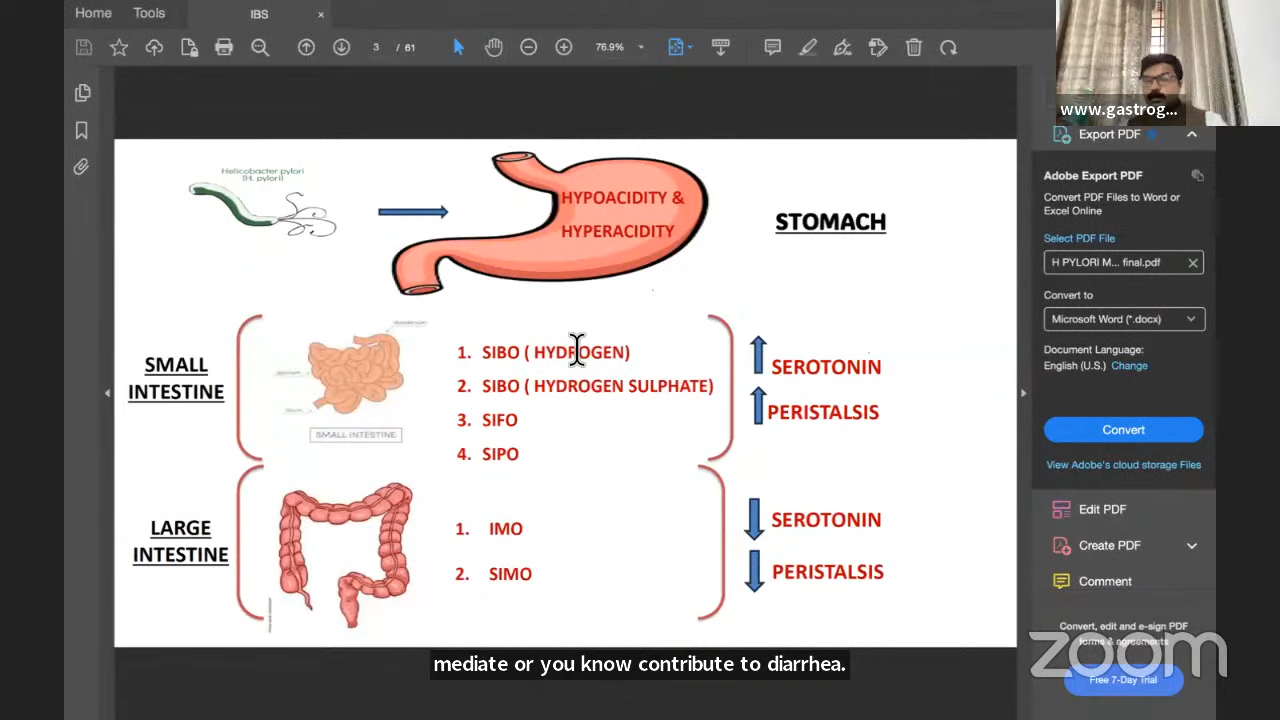 Home
Tools
IBS
×
3 / 61
76.9%
www.gastrog...
Export PDF
Adobe Export PDF
Convert PDF Files to Word or
Excel Online
Select PDF File
H PYLORI M... final.pdf
Convert to
Microsoft Word (*.docx)
Document Language:
English (U.S.) Change
Convert
View Adobe's cloud storage Files
Edit PDF
Create PDF
Comment
Convert, edit and e-sign PDF
forms & agreements
Free 7-Day Trial
zoom
Helicobacter pylori
(H. pylori)
HYPOACIDITY &
HYPERACIDITY
STOMACH
SMALL
INTESTINE
SMALL INTESTINE
1. SIBO ( HYDROGEN)
2. SIBO ( HYDROGEN SULPHATE)
3. SIFO
4. SIPO
SEROTONIN
PERISTALSIS
LARGE
INTESTINE
1. IMO
2. SIMO
SEROTONIN
PERISTALSIS
mediate or you know contribute to diarrhea.